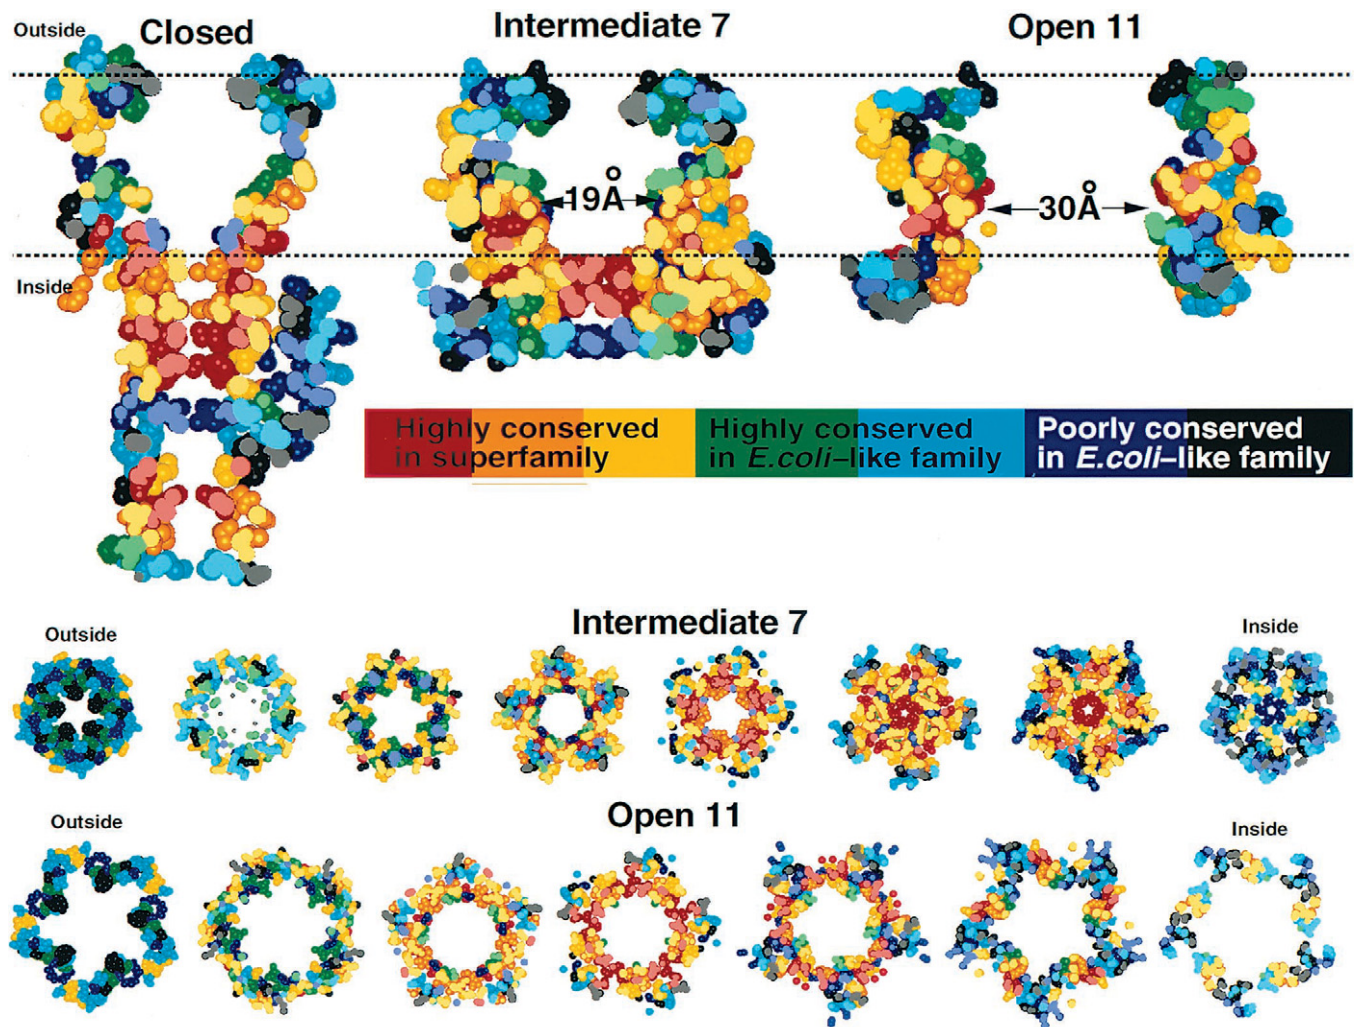 Outside
Closed
Intermediate 7
Open 11
19Å
30Å
Inside
Highly conserved
in superfamily
Highly conserved
in E.coli–like family
Poorly conserved
in E.coli–like family
Intermediate 7
Outside
Inside
Open 11
Outside
Inside